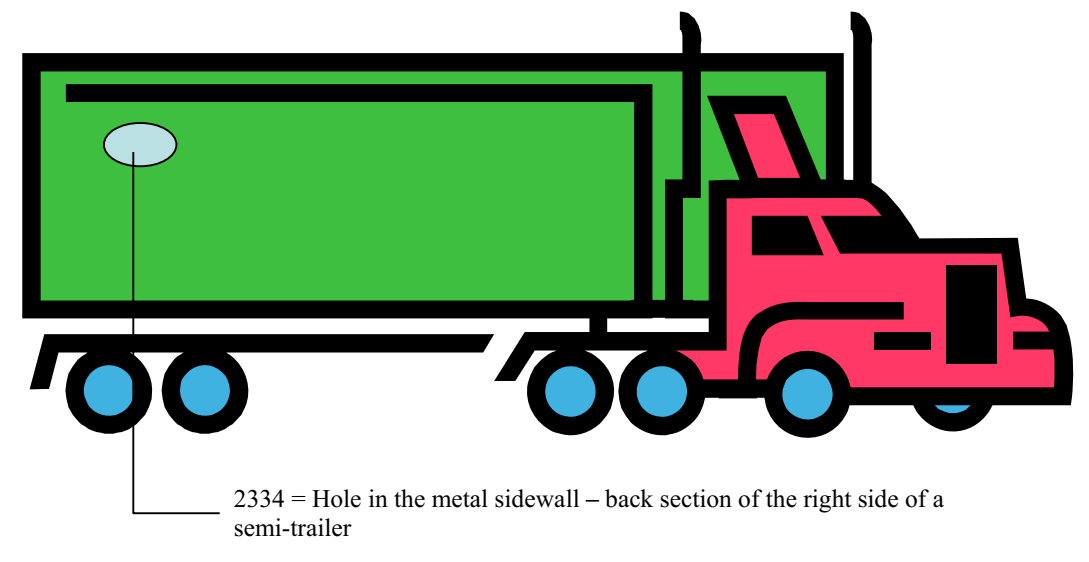 2334 = Hole in the metal sidewall – back section of the right side of a
semi-trailer